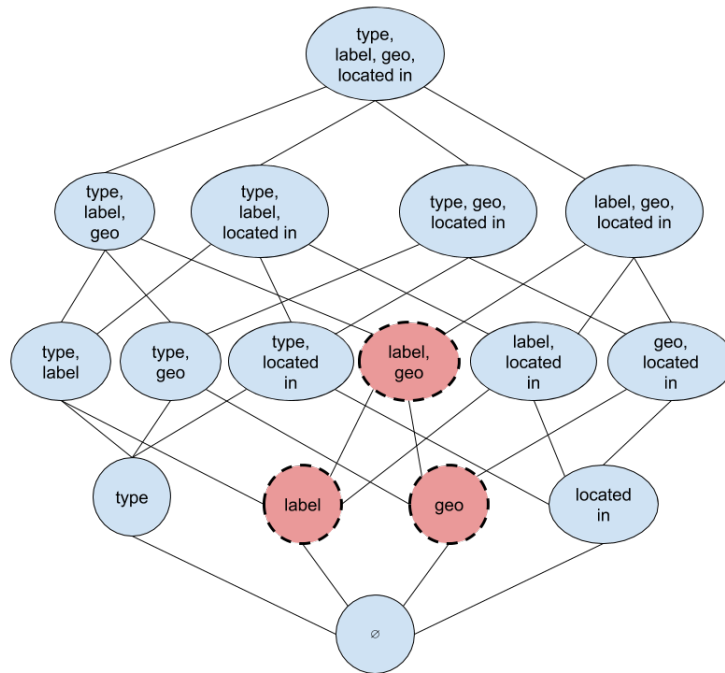 type,
label, geo,
located in
type,
label,
geo
type,
label,
located in
type, geo,
located in
label, geo,
located in
type,
label
type,
geo
type,
located
in
label,
geo
label,
located
in
geo,
located
in
type
label
geo
located
in
∅